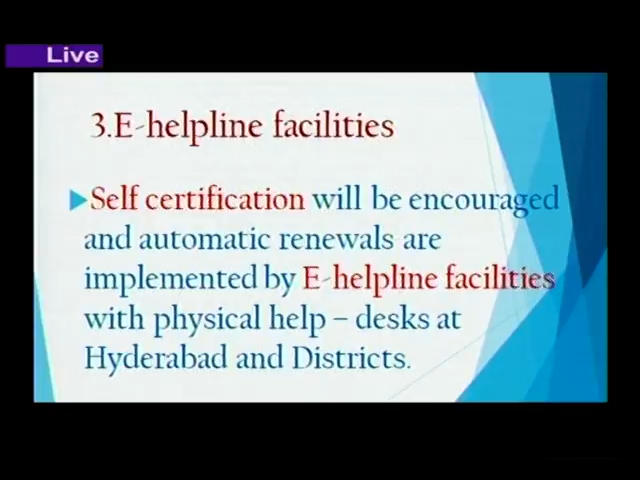 Live
3.E-helpline facilities
Self certification will be encouraged
and automatic renewals are
implemented by E-helpline facilities
with physical help – desks at
Hyderabad and Districts.